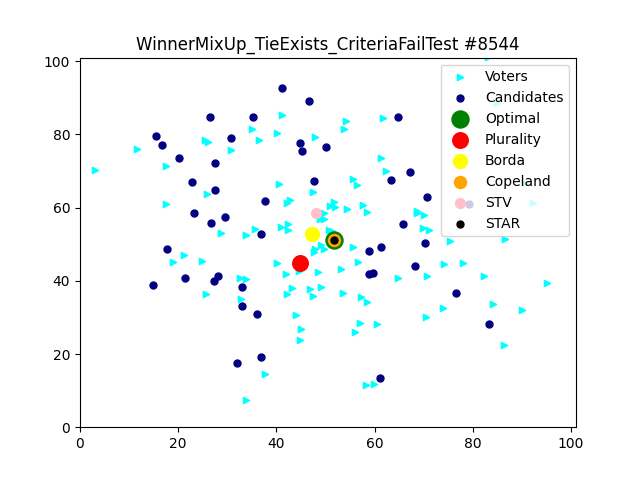 WinnerMixUp_TieExists_CriteriaFailTest #8544
100
80
60
40
20
0
0 20 40 60 80 100
Voters
Candidates
Optimal
Plurality
Borda
Copeland
STV
STAR